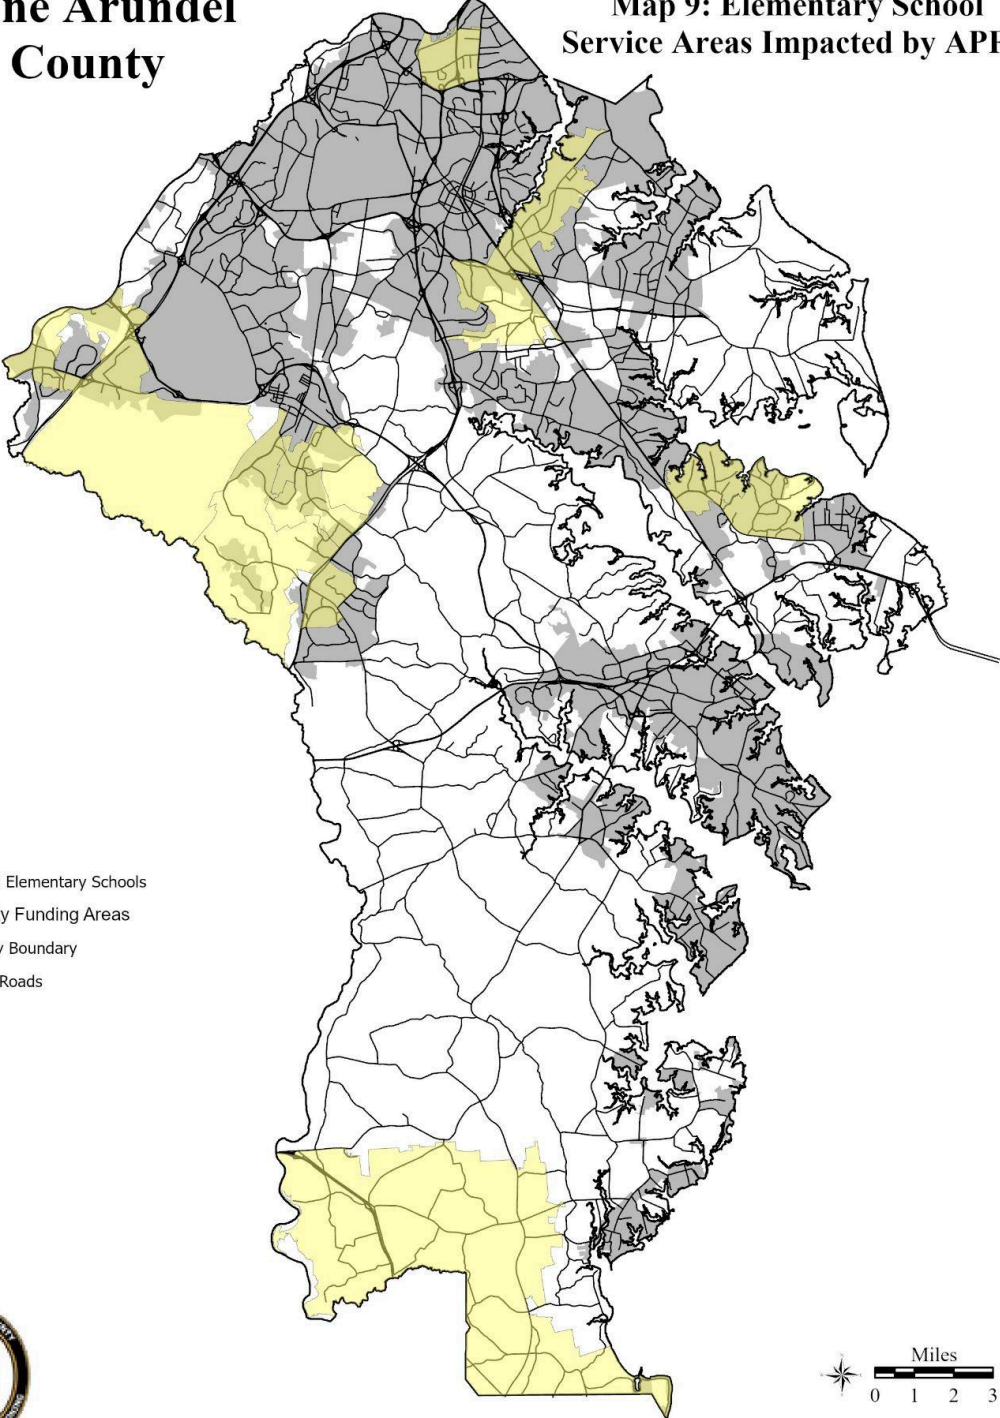 ne Arundel
County
Map 9: Elementary School
Service Areas Impacted by APF
Elementary Schools
y Funding Areas
y Boundary
Roads
Miles
0 1 2 3